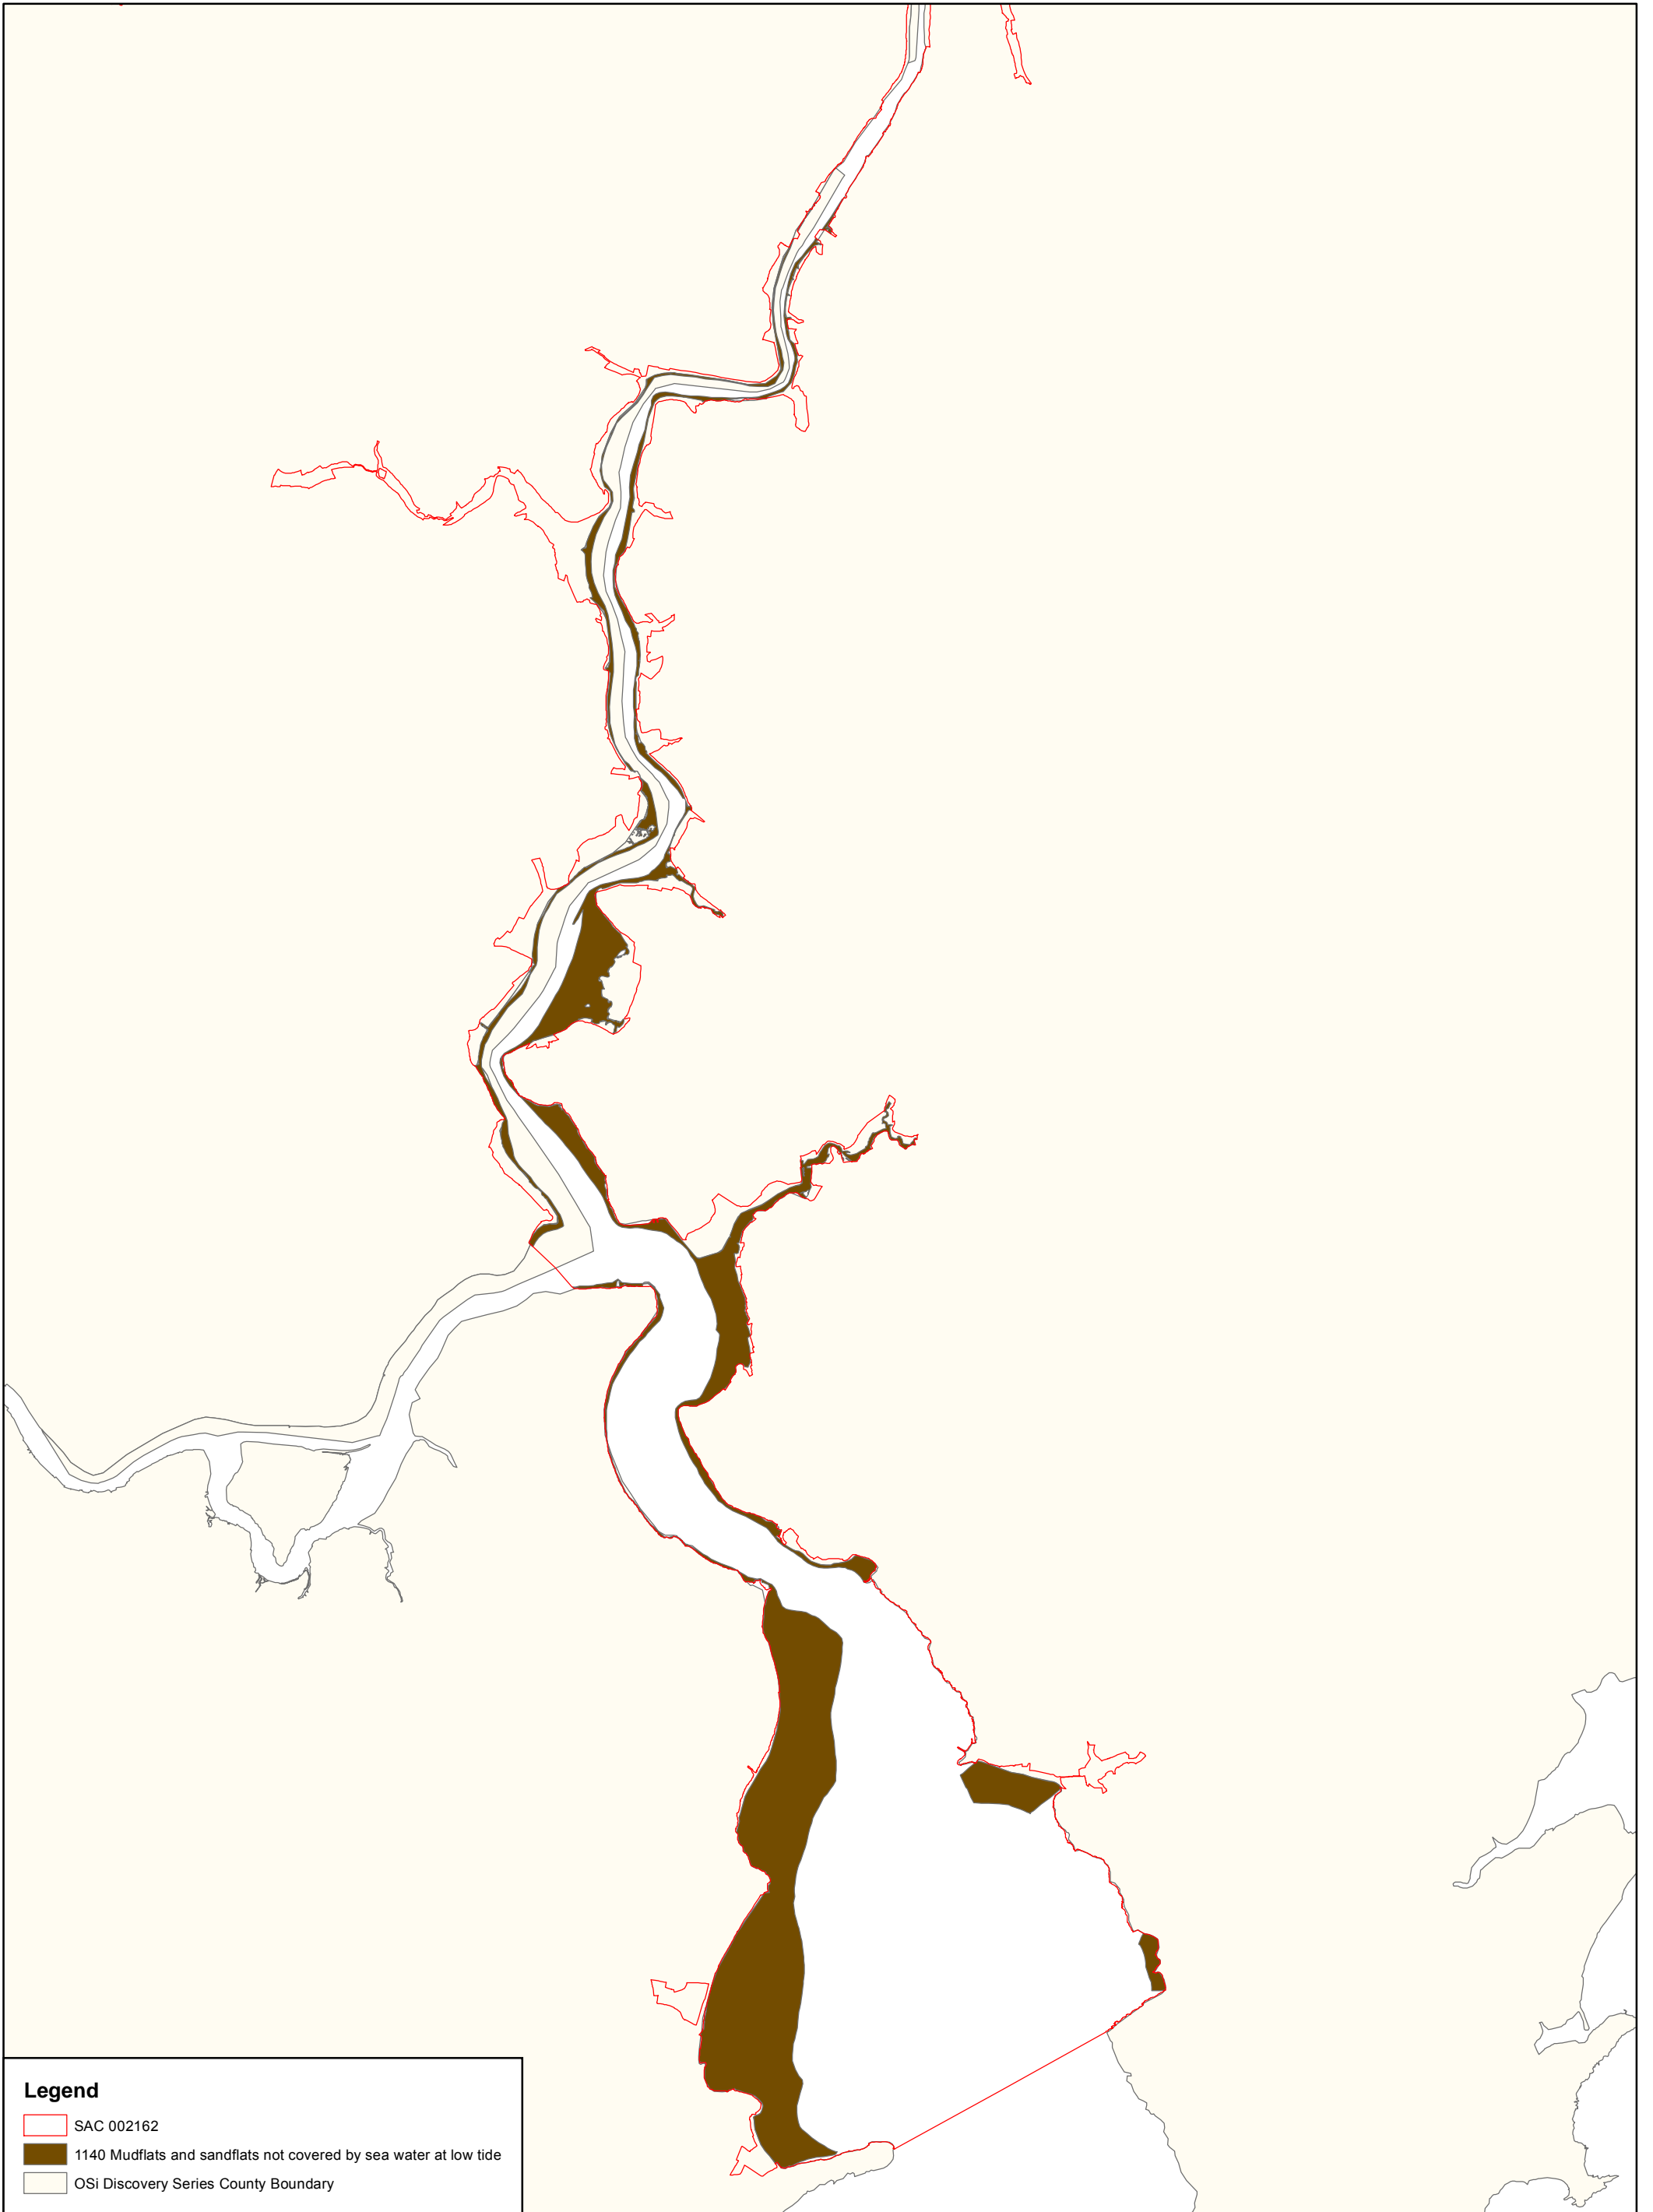 Legend
SAC 002162
1140 Mudflats and sandflats not covered by sea water at low tide
OSi Discovery Series County Boundary